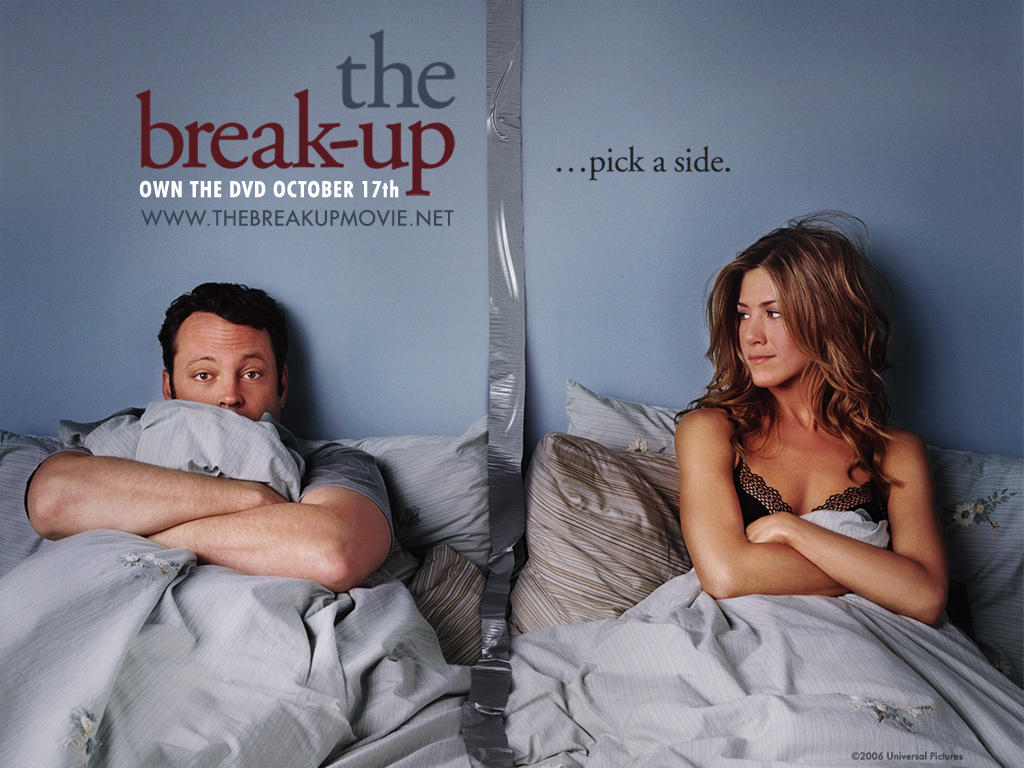 the
break-up
OWN THE DVD OCTOBER 17th
WWW.THEBREAKUPMOVIE.NET
...pick a side.
©2006 Universal Pictures